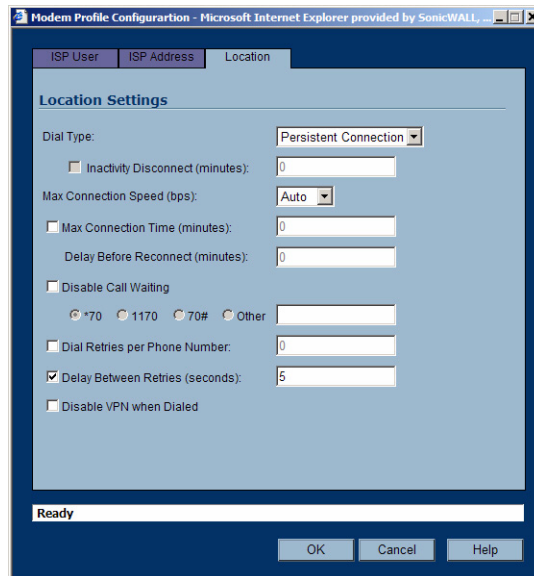 Modem Profile Configurartion - Microsoft Internet Explorer provided by SonicWALL, ...
ISP User ISP Address Location
Location Settings
Dial Type: Persistent Connection
Inactivity Disconnect (minutes): 0
Max Connection Speed (bps): Auto
Max Connection Time (minutes): 0
Delay Before Reconnect (minutes): 0
Disable Call Waiting
*70 1170 70# Other
Dial Retries per Phone Number: 0
Delay Between Retries (seconds): 5
Disable VPN when Dialed
Ready
OK Cancel Help